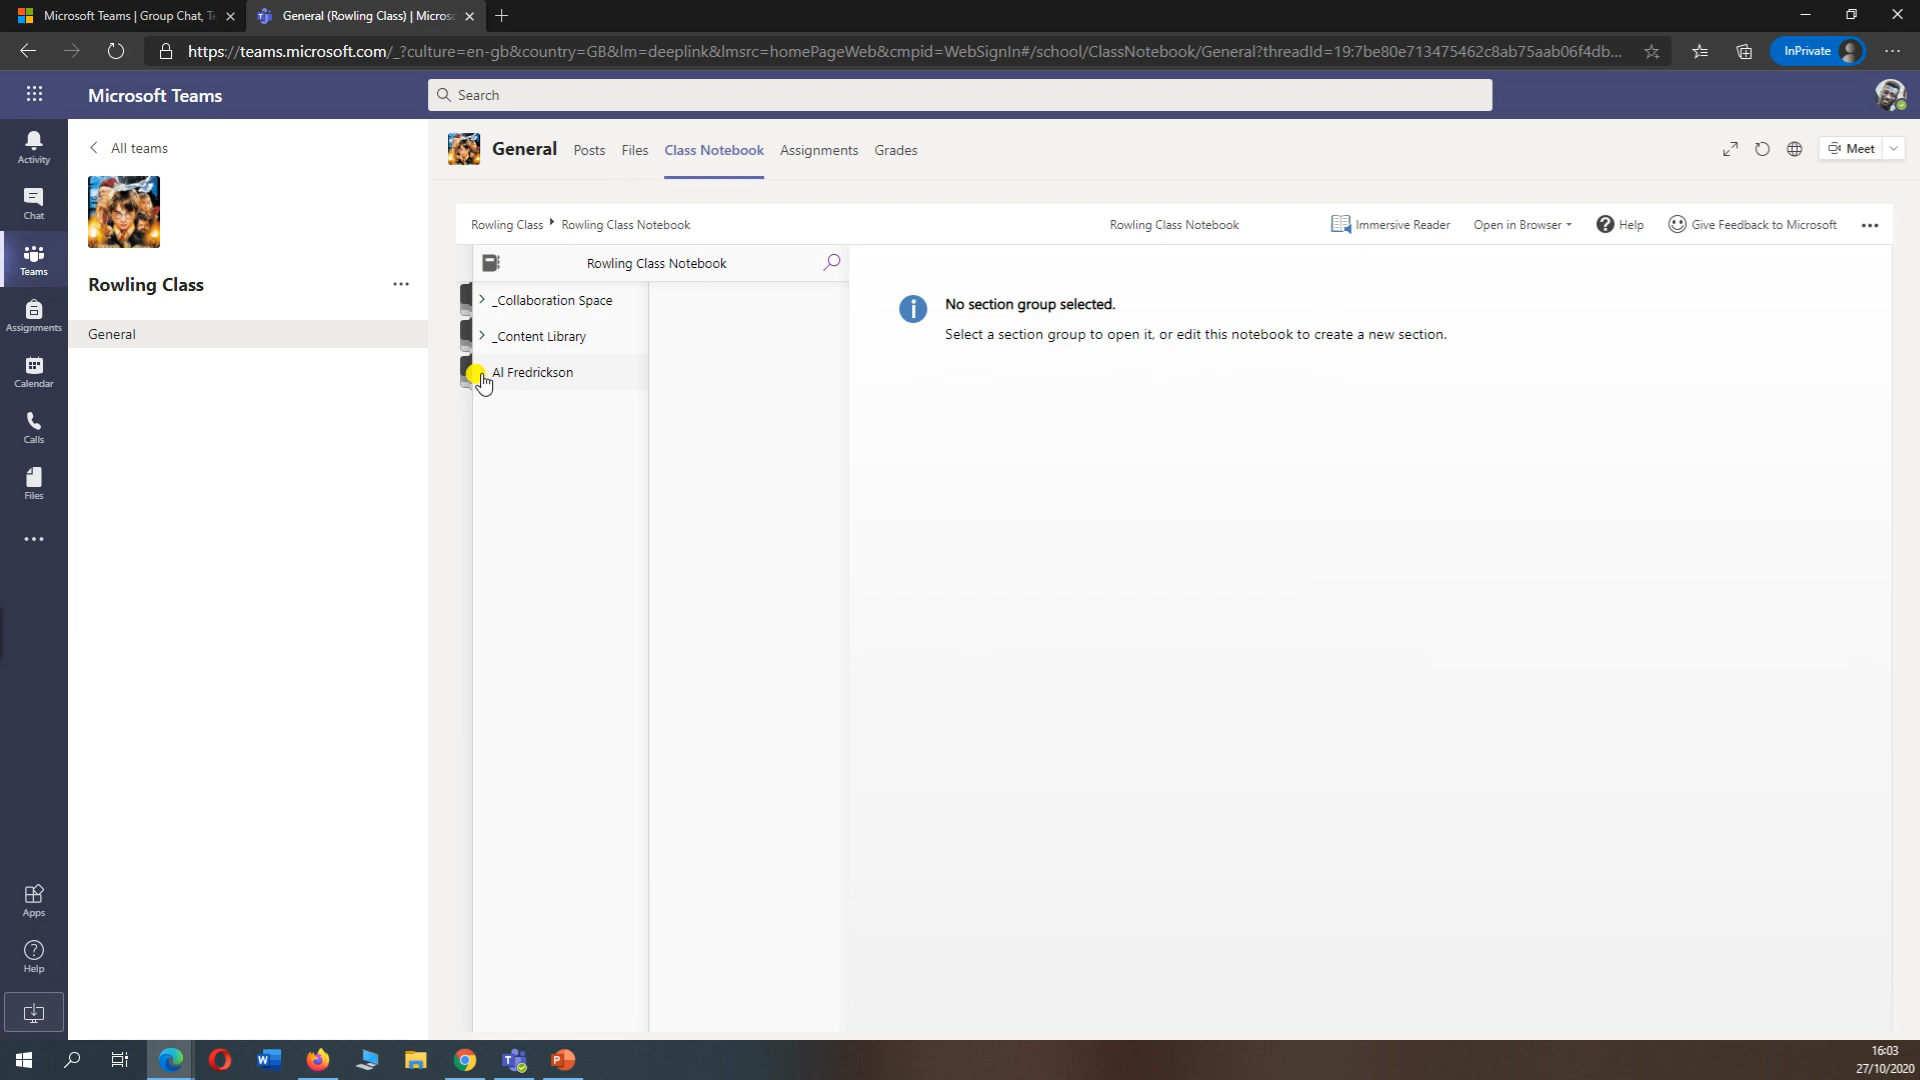 Microsoft Teams | Group Chat, Te
General (Rowling Class) | Micros
https://teams.microsoft.com/_?culture=en-gb&country=GB&lm=deeplink&lmsrc=homePageWeb&cmpid=WebSignIn#/school/ClassNotebook/General?threadId=19:7be80e713475462c8ab75aab06f4db...
InPrivate
Microsoft Teams
Search
Activity
Chat
Teams
Assignments
Calendar
Calls
Files
Apps
Help
All teams
Rowling Class
General
General Posts Files Class Notebook Assignments Grades
Meet
Rowling Class Rowling Class Notebook
Rowling Class Notebook
Immersive Reader
Open in Browser
Help
Give Feedback to Microsoft
Rowling Class Notebook
_Collaboration Space
_Content Library
Al Fredrickson
No section group selected.
Select a section group to open it, or edit this notebook to create a new section.
16:03
27/10/2020